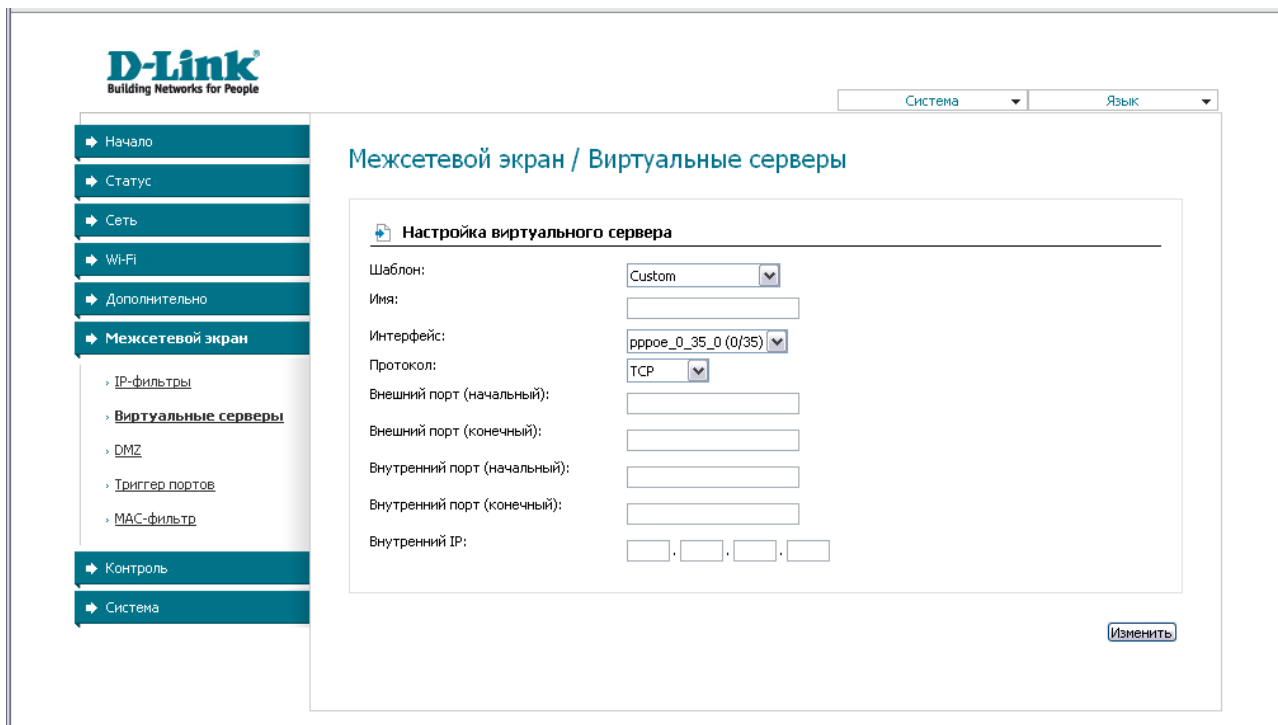 D-Link
Building Networks for People
Система
Язык
Начало
Статус
Сеть
Wi-Fi
Дополнительно
Межсетевой экран
IP-фильтры
Виртуальные серверы
DMZ
Триггер портов
MAC-фильтр
Контроль
Система
Межсетевой экран / Виртуальные серверы
Настройка виртуального сервера
Шаблон: Custom
Имя:
Интерфейс: pppoe_0_35_0 (0/35)
Протокол: TCP
Внешний порт (начальный):
Внешний порт (конечный):
Внутренний порт (начальный):
Внутренний порт (конечный):
Внутренний IP: . . .
Изменить